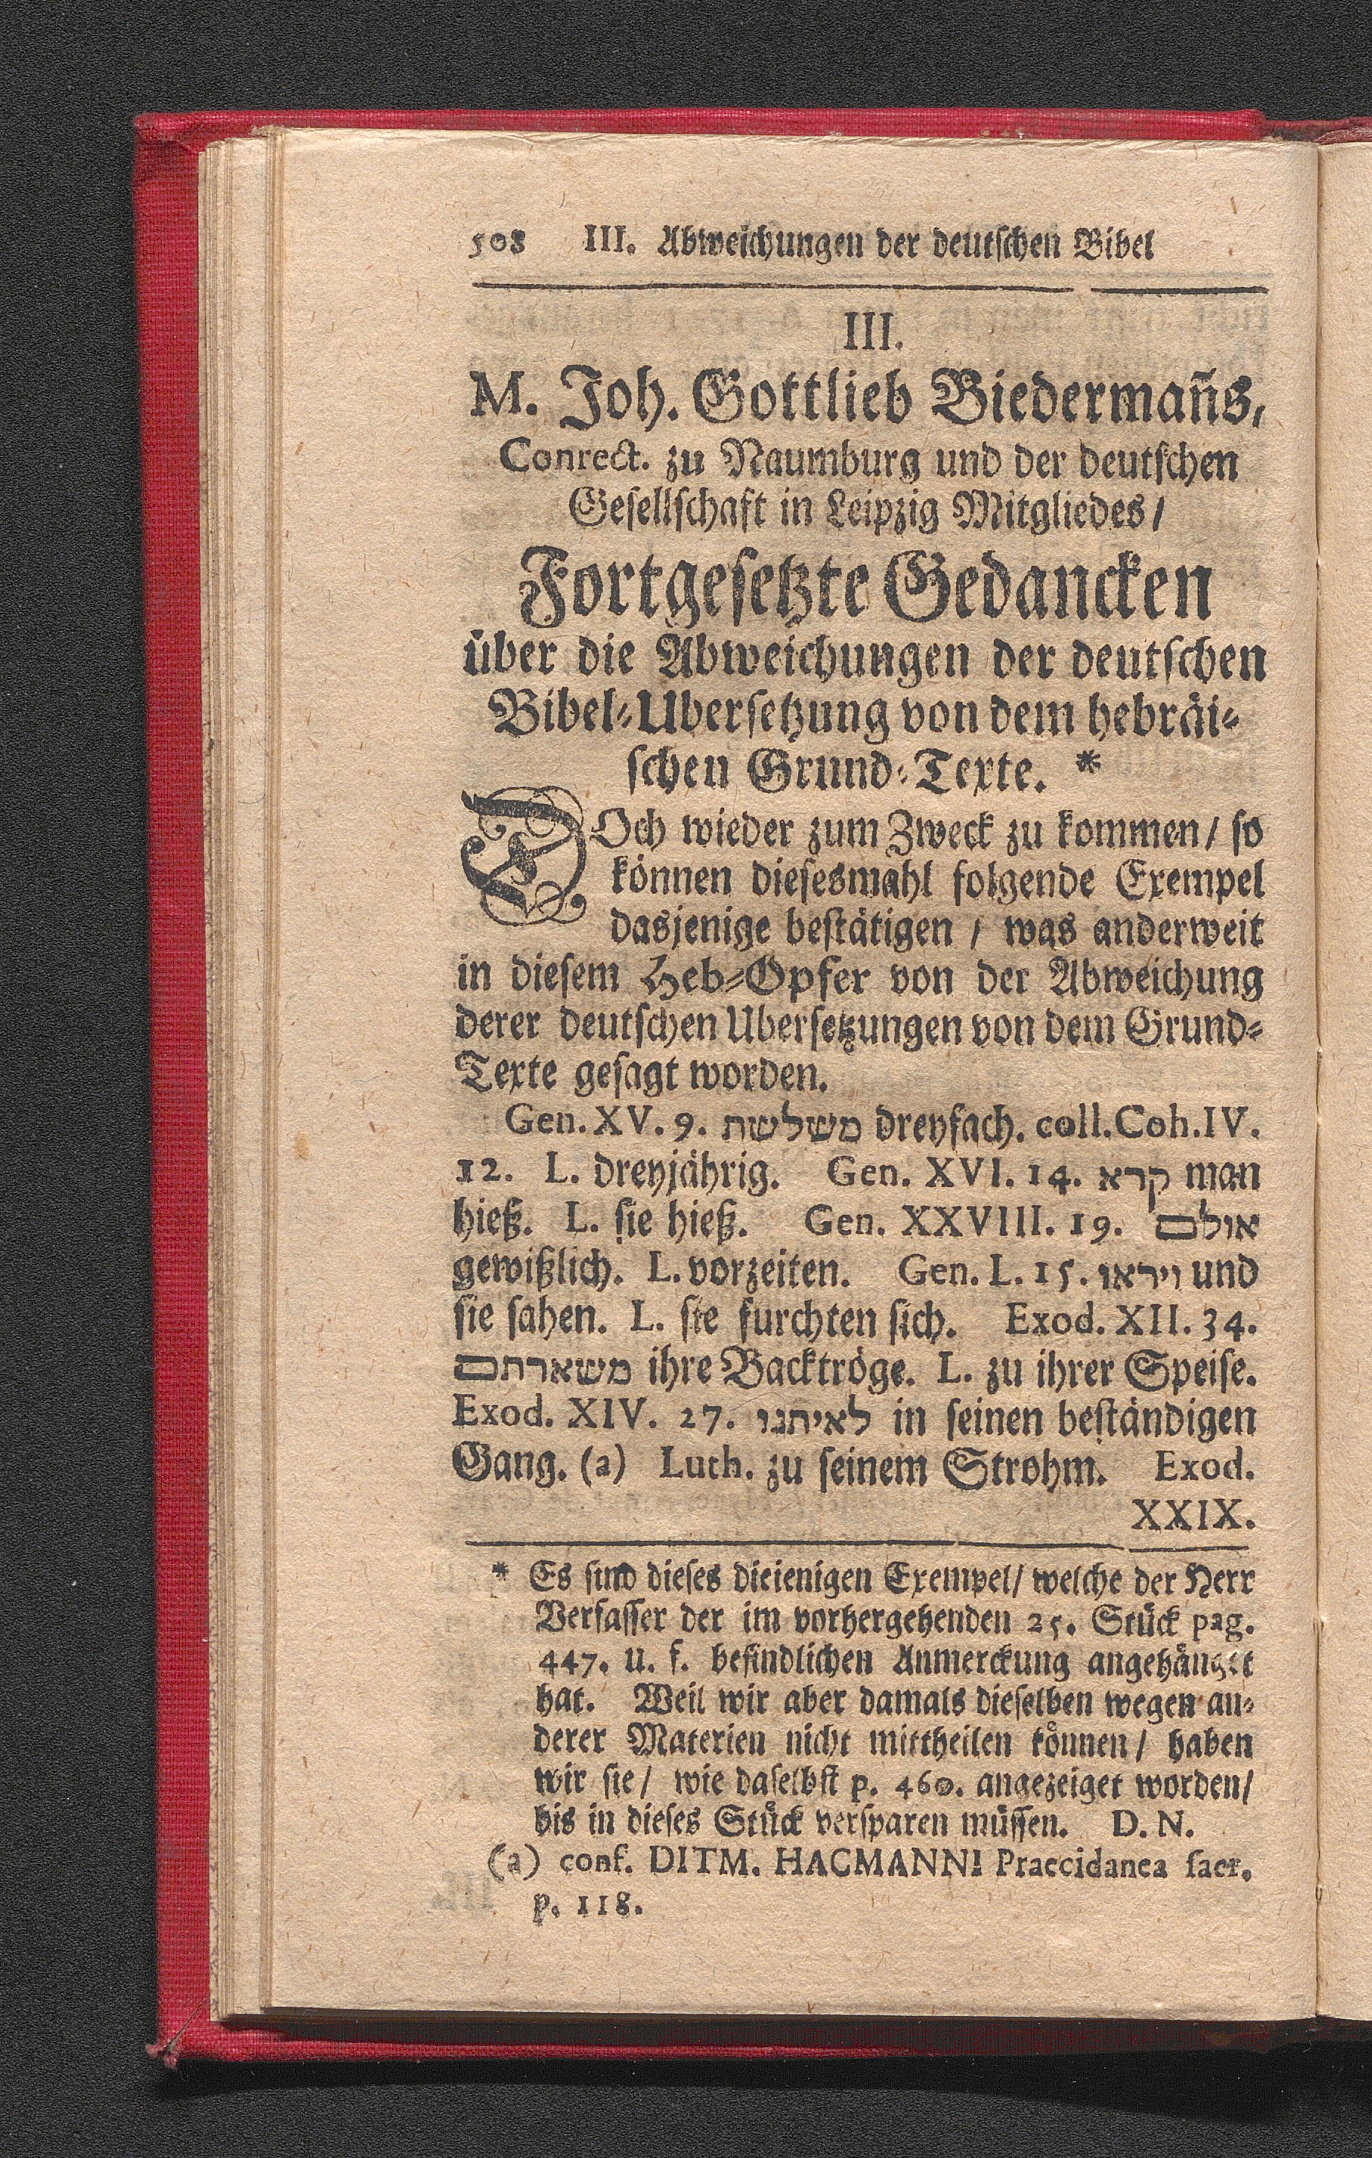 508 III. Abweichungen der deutschen Bibel
III.
M. Joh. Gottlieb Biedermañs,
Conrect. zu Naumburg und der deutschen
Gesellschaft in Leipzig Mitgliedes /
Fortgesetzte Gedancken
über die Abweichungen der deutschen
Bibel-Ubersetzung von dem hebräi-
schen Grund-Texte. *
DOch wieder zum Zweck zu kommen / so
können diesesmahl folgende Exempel
dasjenige bestätigen / was anderweit
in diesem Heb-Opfer von der Abweichung
derer deutschen Ubersetzungen von dem Grund-
Texte gesagt worden.
Gen. XV. 9. משלשת dreyfach. coll. Coh. IV.
12. L. dreyjährig. Gen. XVI. 14. קרא man
hieß. L. sie hieß. Gen. XXVIII. 19. אולם
gewißlich. L. vorzeiten. Gen. L. 15. ויראו und
sie sahen. L. sie furchten sich. Exod. XII. 34.
משארתם ihre Backtröge. L. zu ihrer Speise.
Exod. XIV. 27. לאיתנו in seinen beständigen
Gang. (a) Luth. zu seinem Strohm. Exod.
XXIX.
* Es sind dieses dieienigen Exempel / welche der Herr
Verfasser der im vorhergehenden 25. Stück pag.
447. u. f. befindlichen Anmerckung angehänget
hat. Weil wir aber damals dieselben wegen an-
derer Materien nicht mittheilen können / haben
wir sie / wie daselbst p. 460. angezeiget worden /
bis in dieses Stück versparen müssen. D. N.
(a) conf. DITM. HACMANNI Praecidanea sacr.
p. 118.